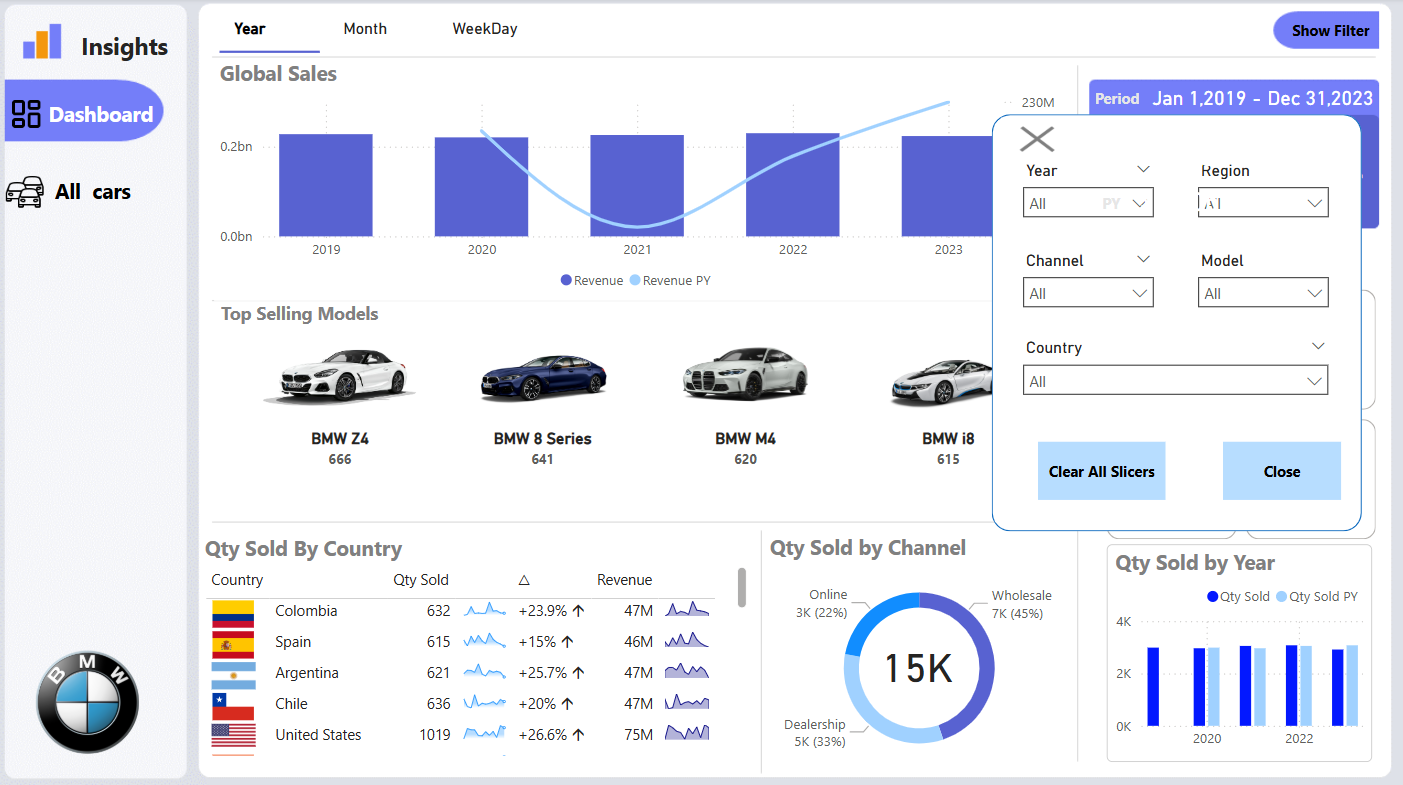 Insights
Dashboard
All cars
BMW
Year Month WeekDay
Show Filter
Global Sales
230M
0.2bn
0.0bn
2019 2020 2021 2022 2023
Revenue Revenue PY
Period Jan 1,2019 - Dec 31,2023
Year Region
All PY
Channel Model
All All
Country
All
Clear All Slicers Close
Top Selling Models
BMW Z4 BMW 8 Series BMW M4 BMW i8
666 641 620 615
Qty Sold By Country
Country Qty Sold △ Revenue
Colombia 632 +23.9% ↑ 47M
Spain 615 +15% ↑ 46M
Argentina 621 +25.7% ↑ 47M
Chile 636 +20% ↑ 47M
United States 1019 +26.6% ↑ 75M
Qty Sold by Channel
Online
3K (22%)
Wholesale
7K (45%)
15K
Dealership
5K (33%)
Qty Sold by Year
Qty Sold Qty Sold PY
4K
2K
0K
2020 2022